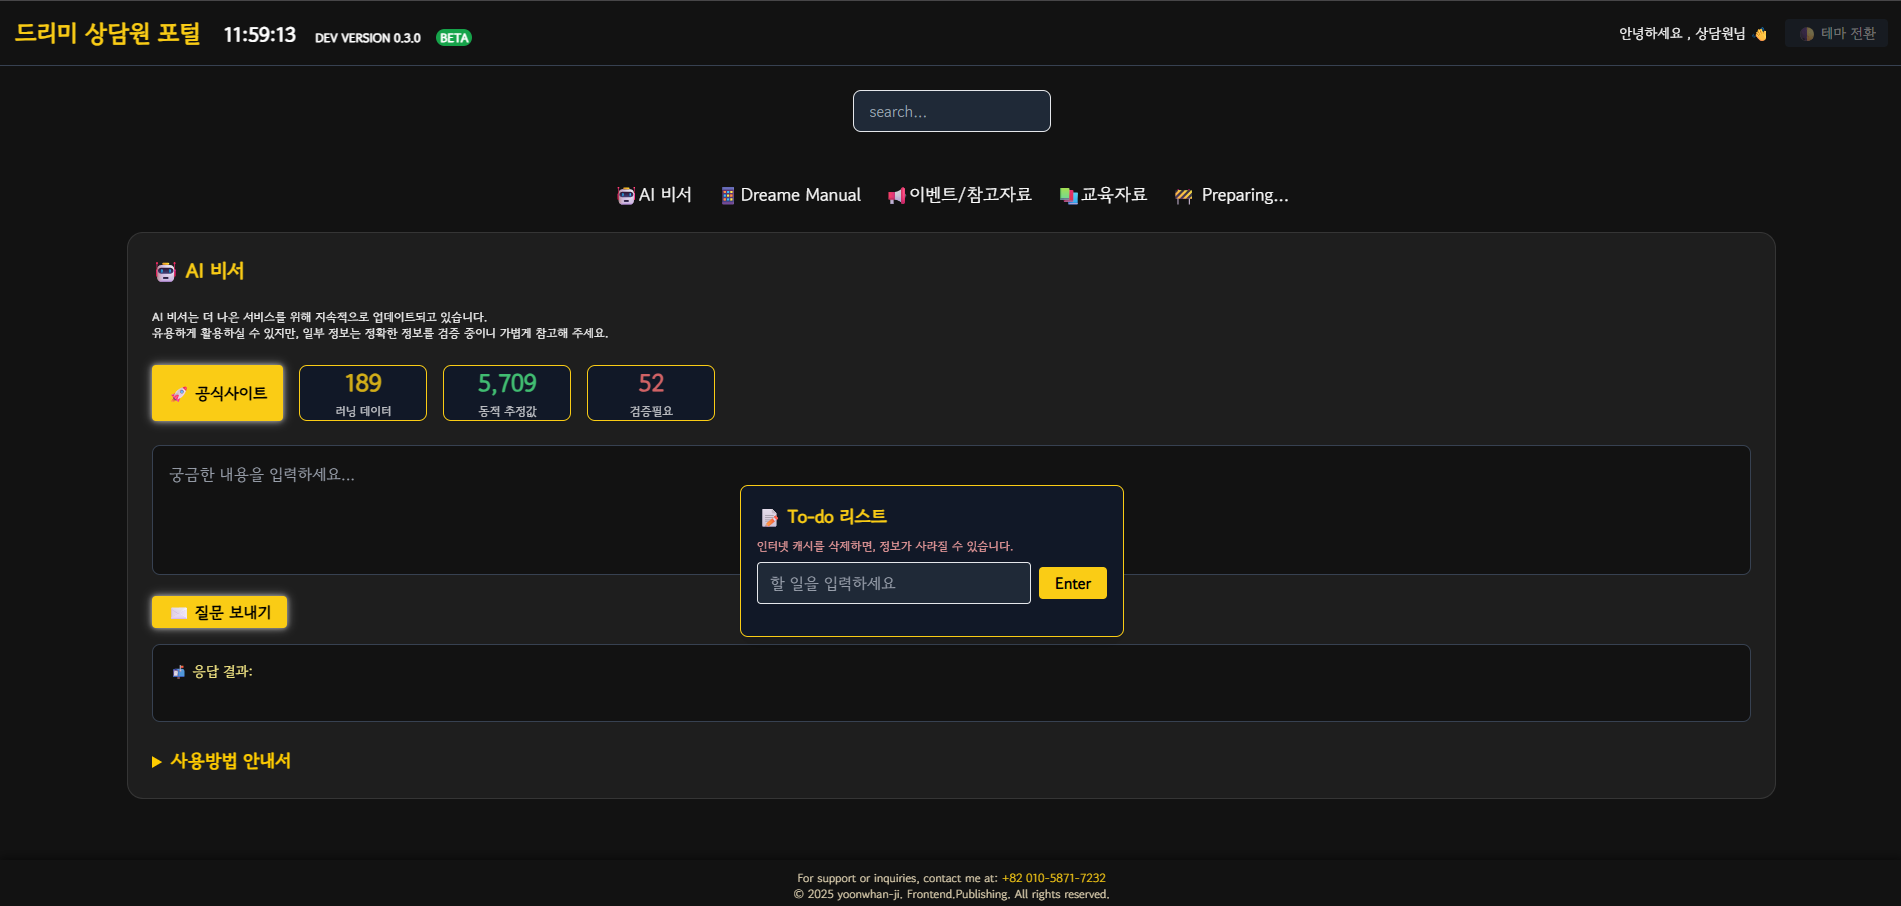 드리미 상담원 포털 11:59:13 DEV VERSION 0.3.0 BETA 안녕하세요 , 상담원님 👋 🌓 테마 전환
search...
AI 비서 Dreame Manual 이벤트/참고자료 교육자료 Preparing...
AI 비서
AI 비서는 더 나은 서비스를 위해 지속적으로 업데이트되고 있습니다.
유용하게 활용하실 수 있지만, 일부 정보는 정확한 정보를 검증 중이니 가볍게 참고해 주세요.
공식사이트
189
러닝 데이터
5,709
동적 추정값
52
검증필요
궁금한 내용을 입력하세요...
To-do 리스트
인터넷 캐시를 삭제하면, 정보가 사라질 수 있습니다.
할 일을 입력하세요 Enter
질문 보내기
응답 결과:
▶ 사용방법 안내서
For support or inquiries, contact me at: +82 010-5871-7232
© 2025 yoonwhan-ji. Frontend.Publishing. All rights reserved.